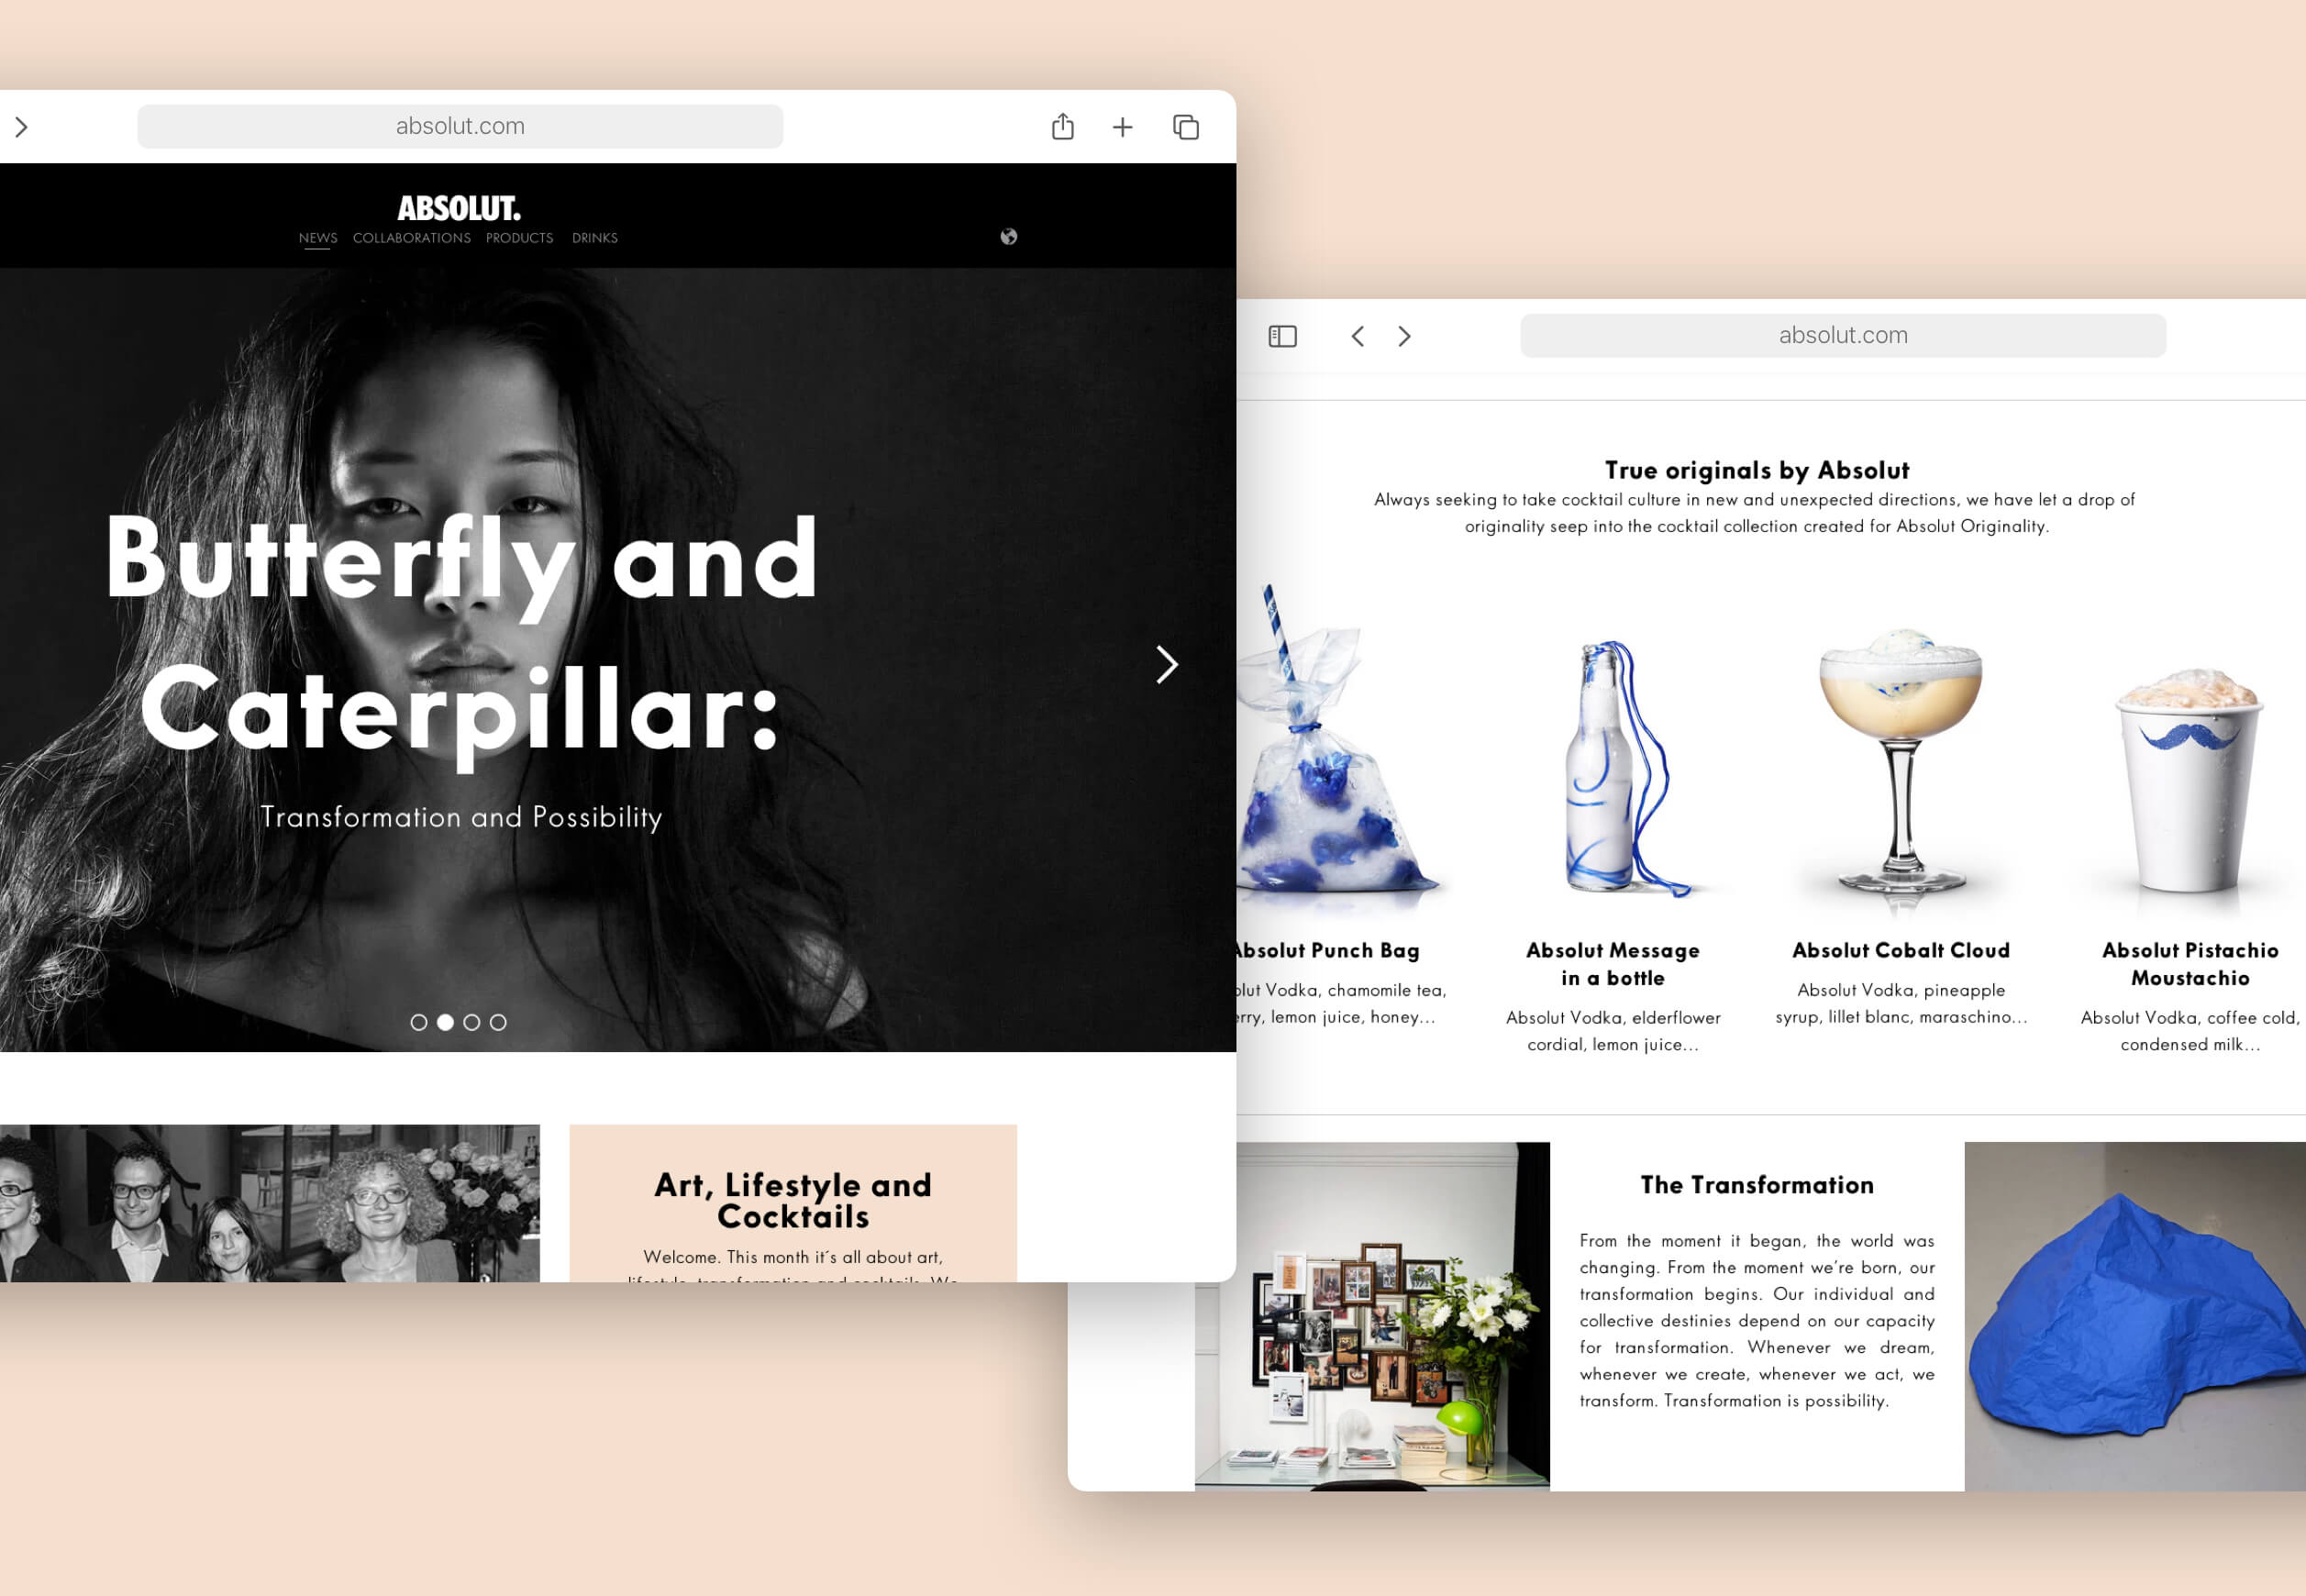 absolut.com
ABSOLUT.
NEWS COLLABORATIONS PRODUCTS DRINKS
Butterfly and
Caterpillar:
Transformation and Possibility
Art, Lifestyle and
Cocktails
Welcome. This month it´s all about art,
lifestyle, transformation and cocktails. We
absolut.com
True originals by Absolut
Always seeking to take cocktail culture in new and unexpected directions, we have let a drop of
originality seep into the cocktail collection created for Absolut Originality.
Absolut Punch Bag
Vodka, chamomile tea,
lemon juice, honey...
Absolut Message
in a bottle
Absolut Vodka, elderflower
cordial, lemon juice...
Absolut Cobalt Cloud
Absolut Vodka, pineapple
syrup, lillet blanc, maraschino...
Absolut Pistachio
Moustachio
Absolut Vodka, coffee cold,
condensed milk...
The Transformation
From the moment it began, the world was
changing. From the moment we're born, our
transformation begins. Our individual and
collective destinies depend on our capacity
for transformation. Whenever we dream,
whenever we create, whenever we act, we
transform. Transformation is possibility.